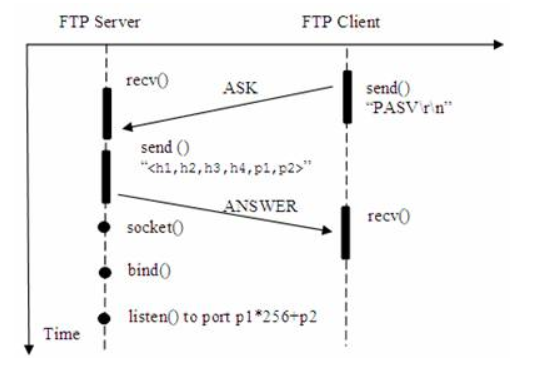 FTP Server
FTP Client
recv()
ASK
send()
"PASV\r\n"
send ()
"<h1,h2,h3,h4,p1,p2>"
ANSWER
recv()
socket()
bind()
listen() to port p1*256+p2
Time